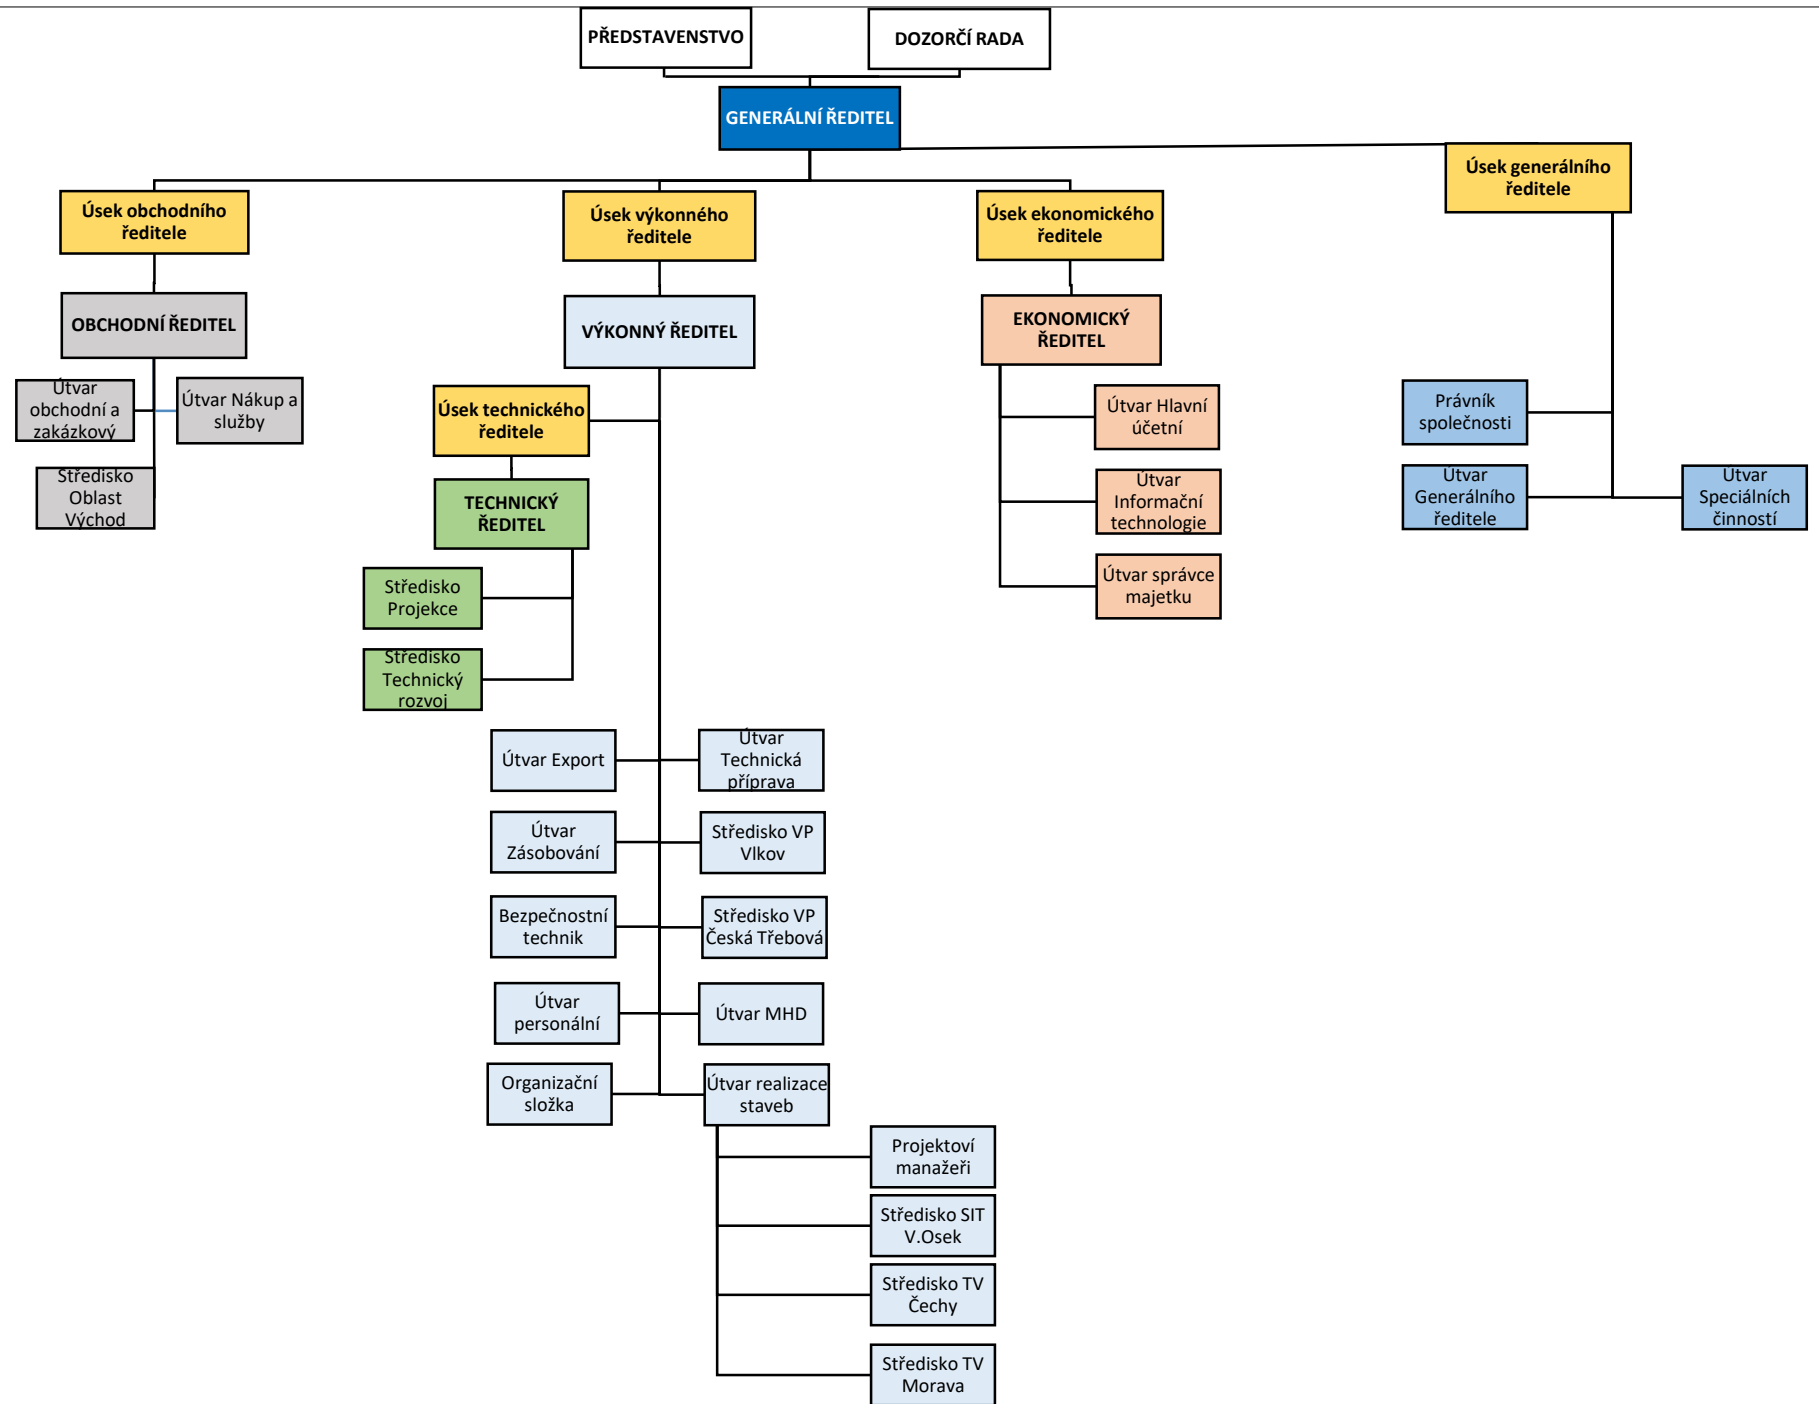 PŘEDSTAVENSTVO
DOZORČÍ RADA
GENERÁLNÍ ŘEDITEL
Úsek generálního
ředitele
Úsek obchodního
ředitele
Úsek výkonného
ředitele
Úsek ekonomického
ředitele
OBCHODNÍ ŘEDITEL
VÝKONNÝ ŘEDITEL
EKONOMICKÝ
ŘEDITEL
Útvar
obchodní a
zakázkový
Útvar Nákup a
služby
Středisko
Oblast
Východ
Úsek technického
ředitele
TECHNICKÝ
ŘEDITEL
Středisko
Projekce
Středisko
Technický
rozvoj
Útvar Hlavní
účetní
Útvar
Informační
technologie
Útvar správce
majetku
Právník
společnosti
Útvar
Generálního
ředitele
Útvar
Speciálních
činností
Útvar Export
Útvar
Technická
příprava
Útvar
Zásobování
Středisko VP
Vlkov
Bezpečnostní
technik
Středisko VP
Česká Třebová
Útvar
personální
Útvar MHD
Organizační
složka
Útvar realizace
staveb
Projektoví
manažeři
Středisko SIT
V.Osek
Středisko TV
Čechy
Středisko TV
Morava